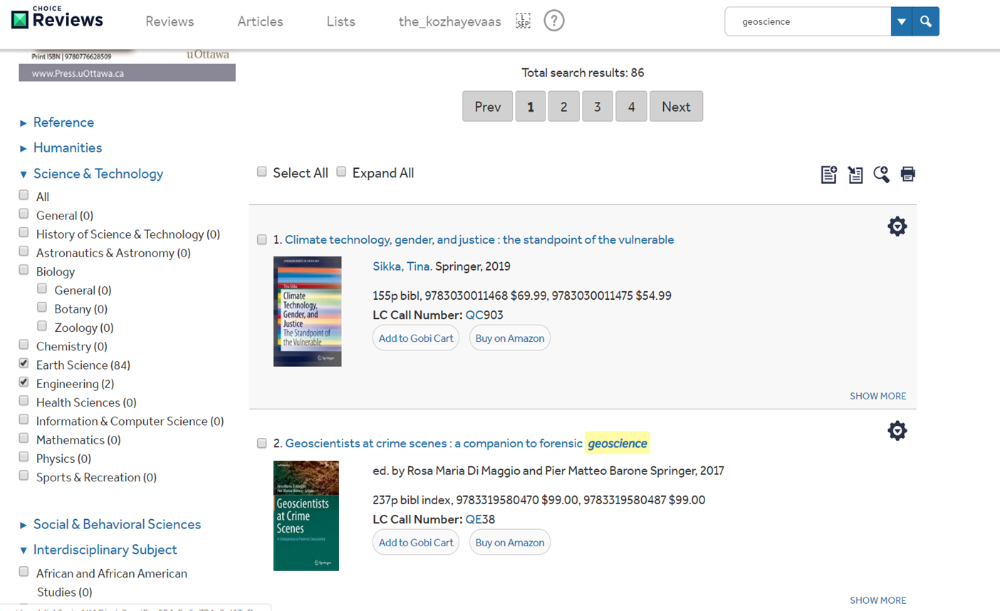 CHOICE
Reviews
Reviews
Articles
Lists
the_kozhayevaas
L SEP
?
geoscience
Print ISBN | 9780776628509
uOttawa
www.Press.uOttawa.ca
Total search results: 86
Prev 1 2 3 4 Next
► Reference
► Humanities
▼ Science & Technology
All
General (0)
History of Science & Technology (0)
Astronautics & Astronomy (0)
Biology
General (0)
Botany (0)
Zoology (0)
Chemistry (0)
Earth Science (84)
Engineering (2)
Health Sciences (0)
Information & Computer Science (0)
Mathematics (0)
Physics (0)
Sports & Recreation (0)
► Social & Behavioral Sciences
▼ Interdisciplinary Subject
African and African American
Studies (0)
Select All Expand All
1. Climate technology, gender, and justice : the standpoint of the vulnerable
SPRINGER BRIEFS IN SOCIOLOGY
Tina Sikka
Climate
Technology,
Gender, and
Justice
The Standpoint of
the Vulnerable
Springer
Sikka, Tina. Springer, 2019
155p bibl, 9783030011468 $69.99, 9783030011475 $54.99
LC Call Number: QC903
Add to Gobi Cart
Buy on Amazon
SHOW MORE
2. Geoscientists at crime scenes : a companion to forensic geoscience
Geoscientists
at Crime
Scenes
A Companion to Forensic Geoscience
Springer
ed. by Rosa Maria Di Maggio and Pier Matteo Barone Springer, 2017
237p bibl index, 9783319580470 $99.00, 9783319580487 $99.00
LC Call Number: QE38
Add to Gobi Cart
Buy on Amazon
SHOW MORE